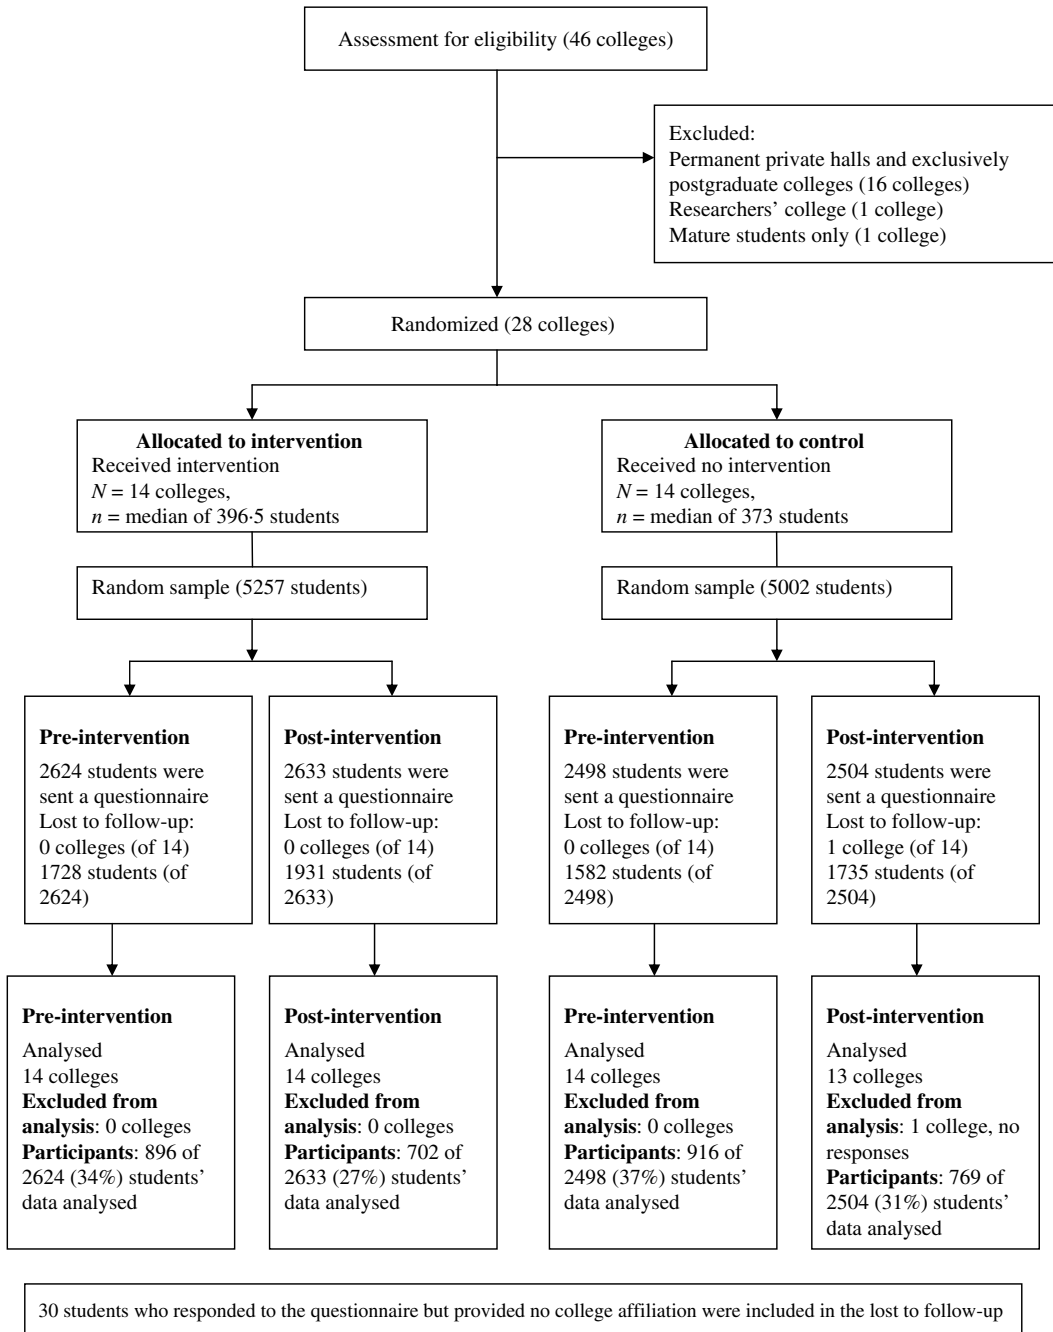 Assessment for eligibility (46 colleges)
Excluded:
Permanent private halls and exclusively
postgraduate colleges (16 colleges)
Researchers’ college (1 college)
Mature students only (1 college)
Randomized (28 colleges)
Allocated to intervention
Received intervention
N = 14 colleges,
n = median of 396·5 students
Allocated to control
Received no intervention
N = 14 colleges,
n = median of 373 students
Random sample (5257 students)
Random sample (5002 students)
Pre-intervention
2624 students were
sent a questionnaire
Lost to follow-up:
0 colleges (of 14)
1728 students (of
2624)
Post-intervention
2633 students were
sent a questionnaire
Lost to follow-up:
0 colleges (of 14)
1931 students (of
2633)
Pre-intervention
2498 students were
sent a questionnaire
Lost to follow-up:
0 colleges (of 14)
1582 students (of
2498)
Post-intervention
2504 students were
sent a questionnaire
Lost to follow-up:
1 college (of 14)
1735 students (of
2504)
Pre-intervention
Analysed
14 colleges
Excluded from
analysis: 0 colleges
Participants: 896 of
2624 (34%) students’
data analysed
Post-intervention
Analysed
14 colleges
Excluded from
analysis: 0 colleges
Participants: 702 of
2633 (27%) students’
data analysed
Pre-intervention
Analysed
14 colleges
Excluded from
analysis: 0 colleges
Participants: 916 of
2498 (37%) students’
data analysed
Post-intervention
Analysed
13 colleges
Excluded from
analysis: 1 college, no
responses
Participants: 769 of
2504 (31%) students’
data analysed
30 students who responded to the questionnaire but provided no college affiliation were included in the lost to follow-up